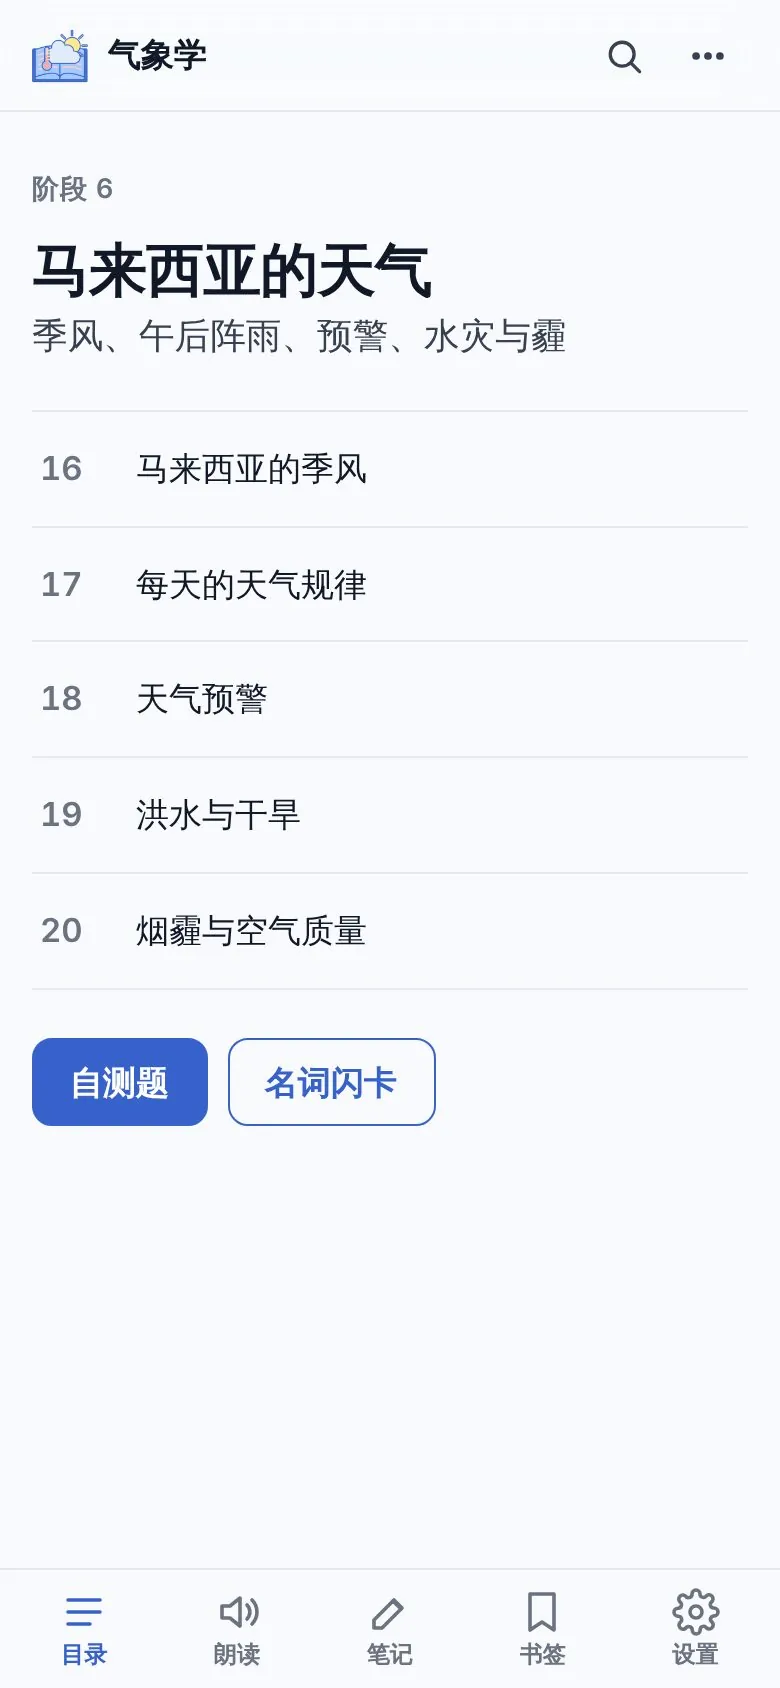 气象学
阶段 6
马来西亚的天气
季风、午后阵雨、预警、水灾与霾
16 马来西亚的季风
17 每天的天气规律
18 天气预警
19 洪水与干旱
20 烟霾与空气质量
自测题 名词闪卡
目录 朗读 笔记 书签 设置